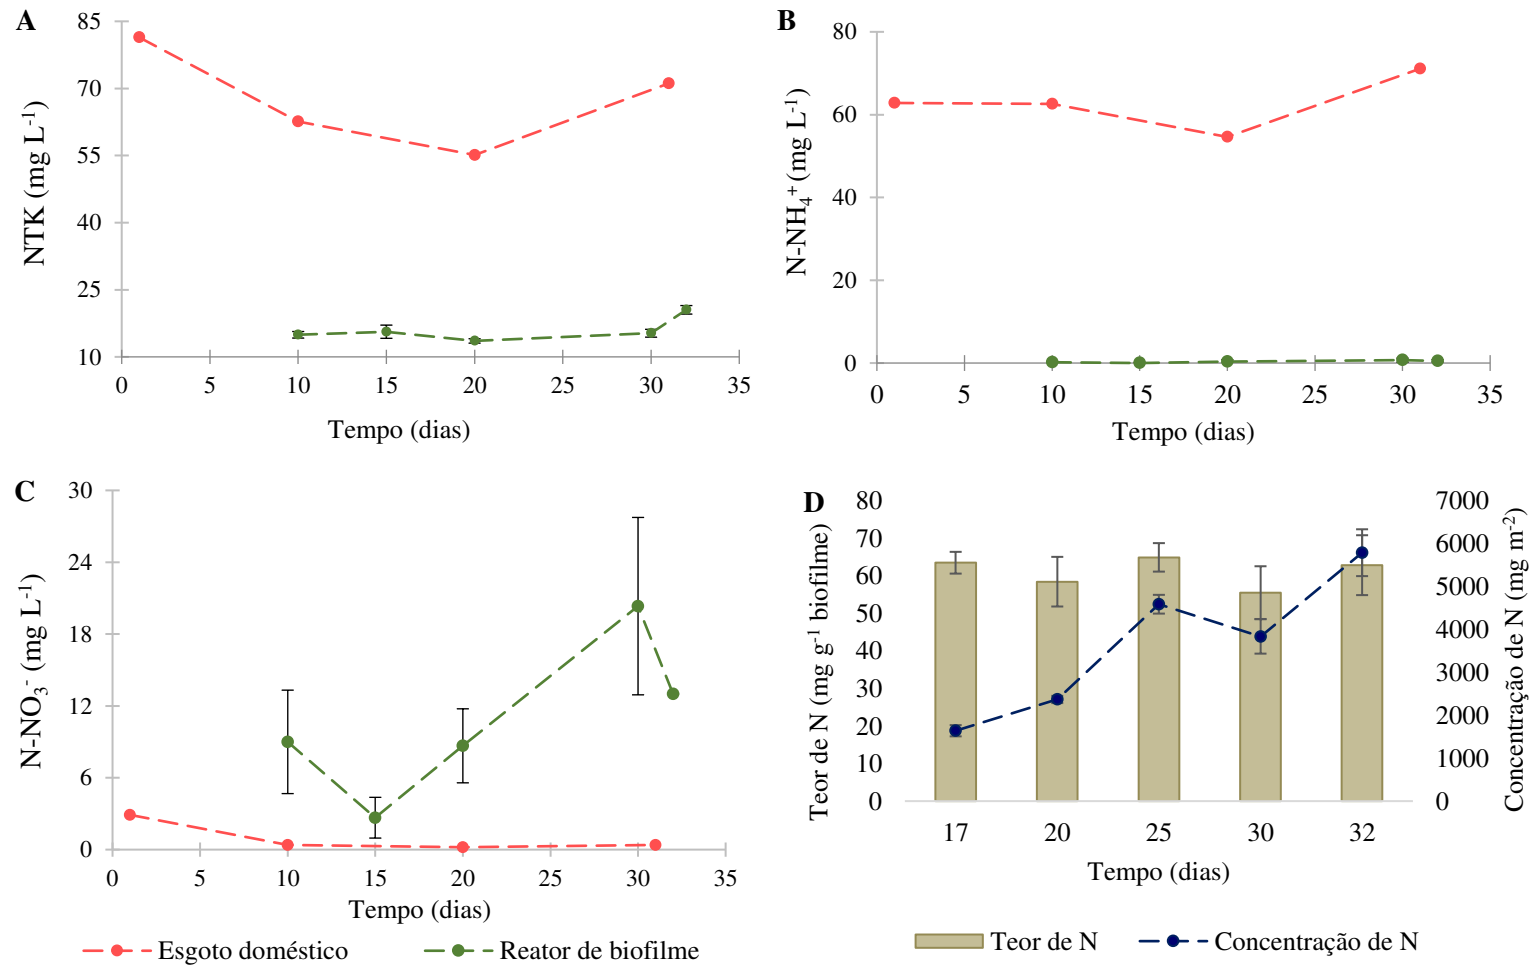 A
85
70
55
40
25
10
NTK (mg L-1)
0 5 10 15 20 25 30 35
Tempo (dias)
B
80
60
40
20
0
N-NH4+ (mg L-1)
0 5 10 15 20 25 30 35
Tempo (dias)
C
30
24
18
12
6
0
N-NO3- (mg L-1)
0 5 10 15 20 25 30 35
Tempo (dias)
Esgoto doméstico Reator de biofilme
D
80
70
60
50
40
30
20
10
0
Teor de N (mg g-1 biofilme)
7000
6000
5000
4000
3000
2000
1000
0
Concentração de N (mg m-2)
17 20 25 30 32
Tempo (dias)
Teor de N Concentração de N